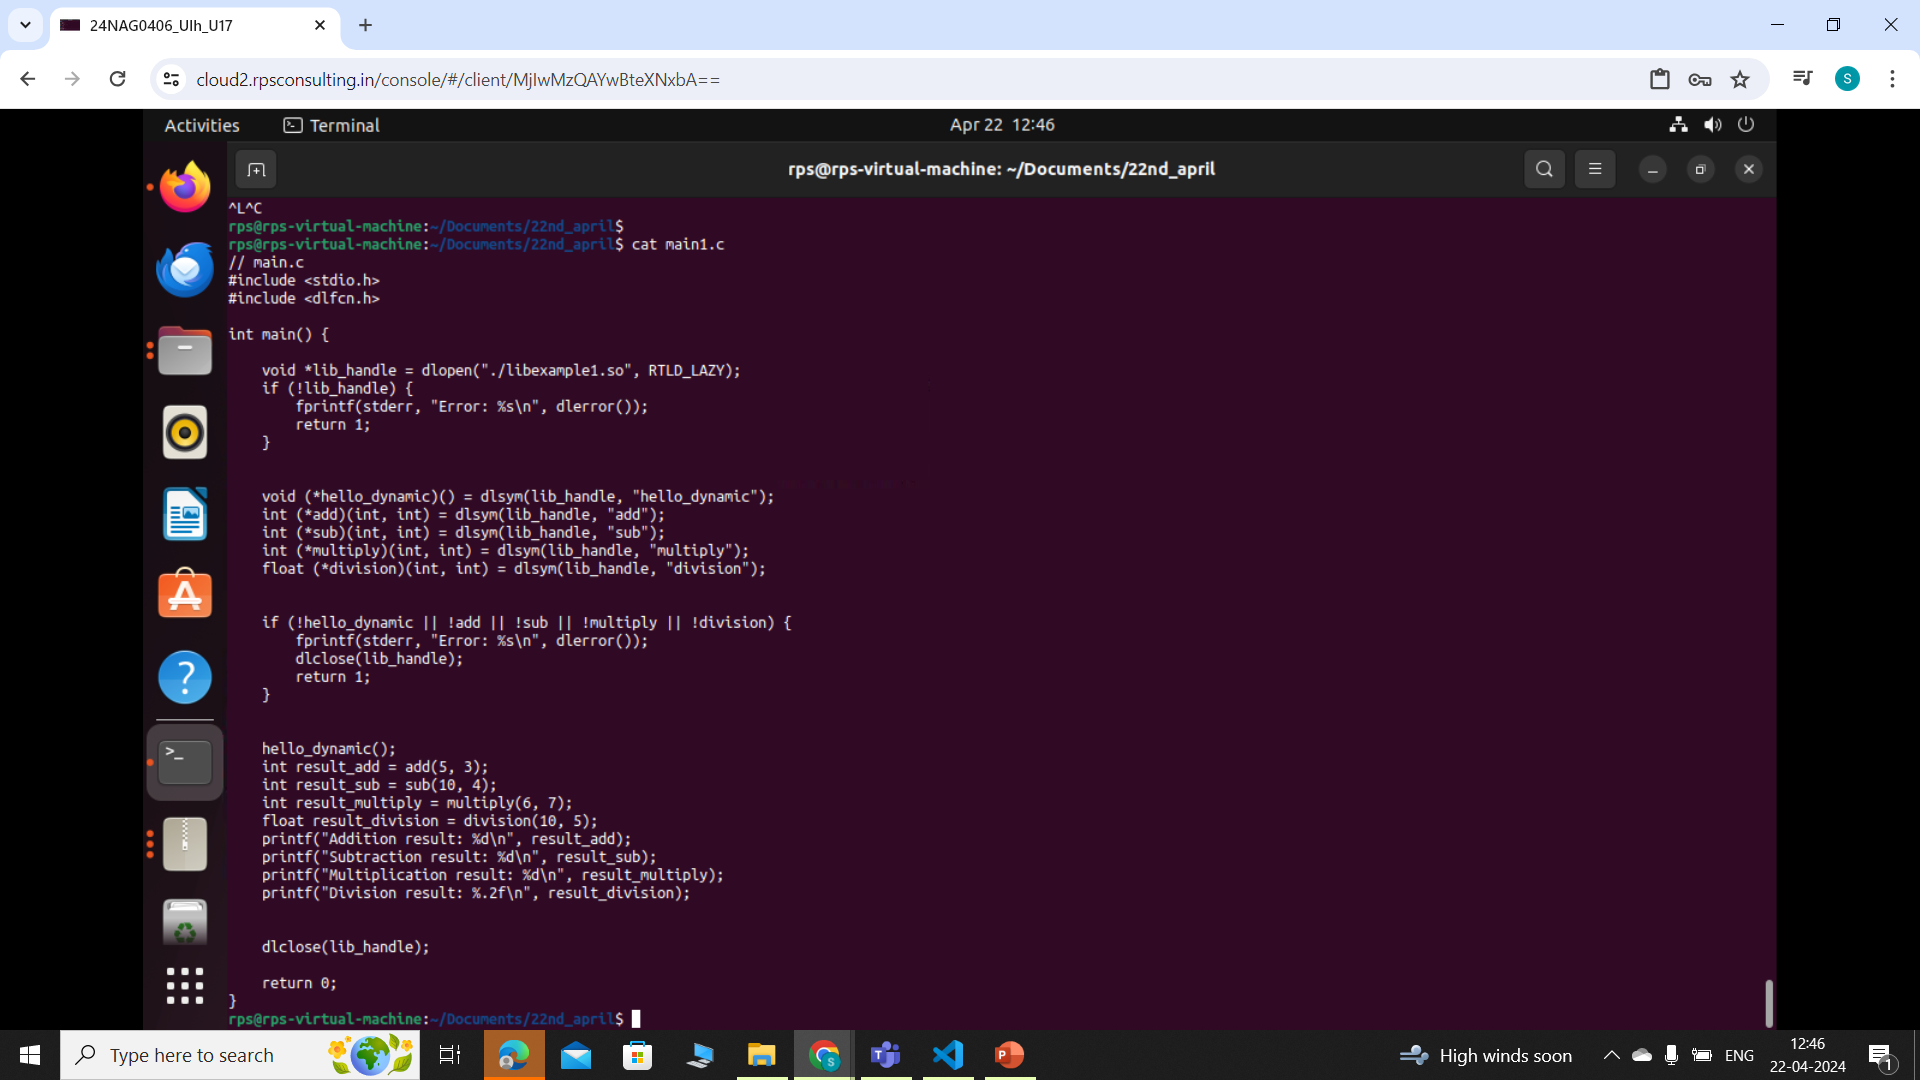 24NAG0406_Ulh_U17
cloud2.rpsconsulting.in/console/#/client/MjIwMzQAYwBteXNxbA==
S
Activities
Terminal
Apr 22 12:46
rps@rps-virtual-machine: ~/Documents/22nd_april
^L^C
rps@rps-virtual-machine:~/Documents/22nd_april$
rps@rps-virtual-machine:~/Documents/22nd_april$ cat main1.c
// main.c
#include <stdio.h>
#include <dlfcn.h>
int main() {
    void *lib_handle = dlopen("./libexample1.so", RTLD_LAZY);
    if (!lib_handle) {
        fprintf(stderr, "Error: %s\n", dlerror());
        return 1;
    }
    void (*hello_dynamic)() = dlsym(lib_handle, "hello_dynamic");
    int (*add)(int, int) = dlsym(lib_handle, "add");
    int (*sub)(int, int) = dlsym(lib_handle, "sub");
    int (*multiply)(int, int) = dlsym(lib_handle, "multiply");
    float (*division)(int, int) = dlsym(lib_handle, "division");
    if (!hello_dynamic || !add || !sub || !multiply || !division) {
        fprintf(stderr, "Error: %s\n", dlerror());
        dlclose(lib_handle);
        return 1;
    }
    hello_dynamic();
    int result_add = add(5, 3);
    int result_sub = sub(10, 4);
    int result_multiply = multiply(6, 7);
    float result_division = division(10, 5);
    printf("Addition result: %d\n", result_add);
    printf("Subtraction result: %d\n", result_sub);
    printf("Multiplication result: %d\n", result_multiply);
    printf("Division result: %.2f\n", result_division);
    dlclose(lib_handle);
    return 0;
}
rps@rps-virtual-machine:~/Documents/22nd_april$
Type here to search
High winds soon
ENG
12:46
22-04-2024
1